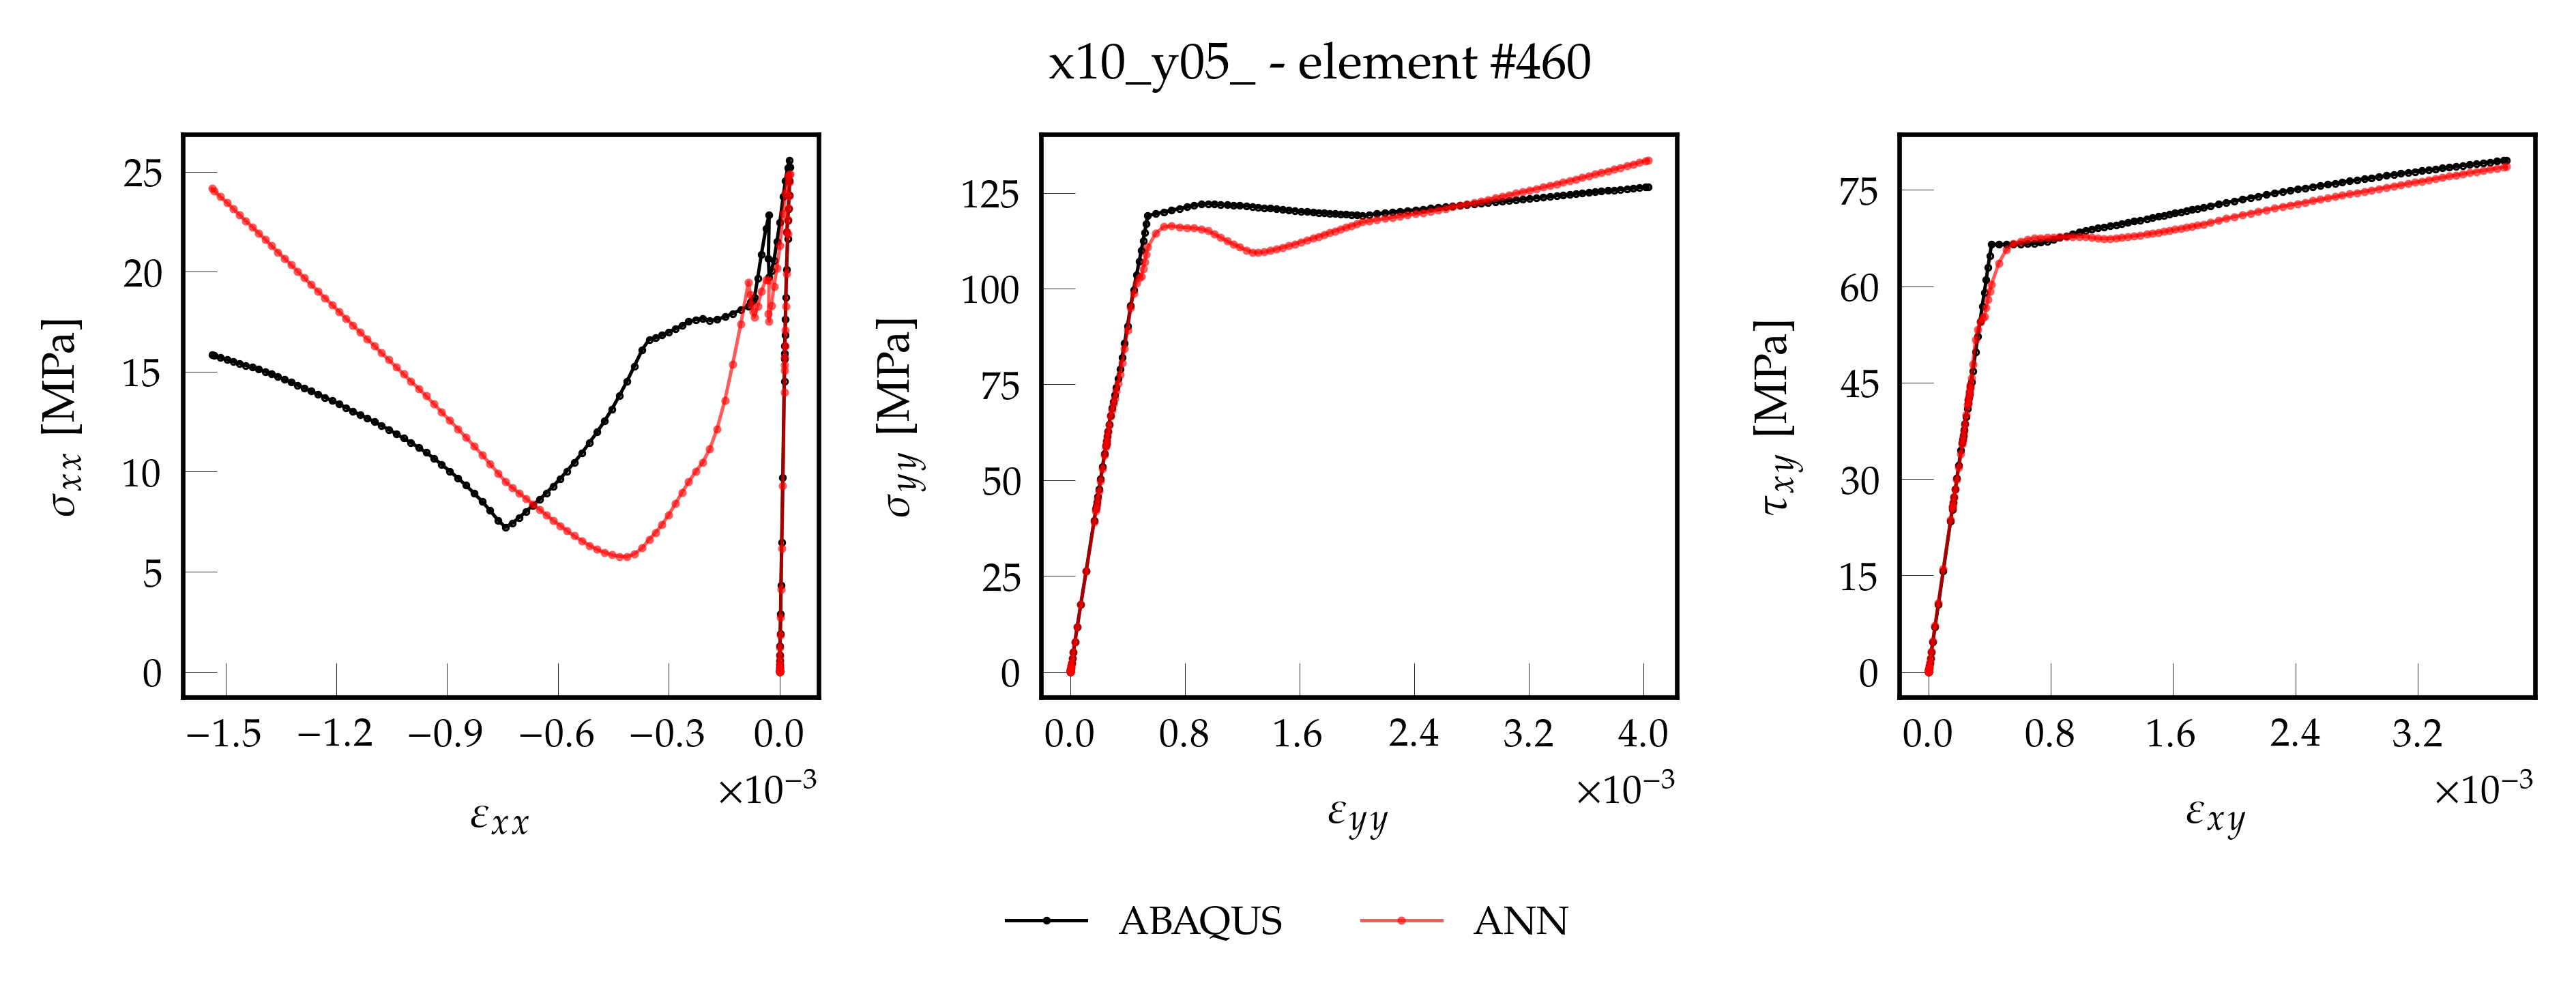 x10_y05_ - element #460
σxx [MPa]
25
20
15
10
5
0
−1.5 −1.2 −0.9 −0.6 −0.3 0.0
×10−3
εxx
σyy [MPa]
125
100
75
50
25
0
0.0 0.8 1.6 2.4 3.2 4.0
×10−3
εyy
τxy [MPa]
75
60
45
30
15
0
0.0 0.8 1.6 2.4 3.2
×10−3
εxy
ABAQUS ANN